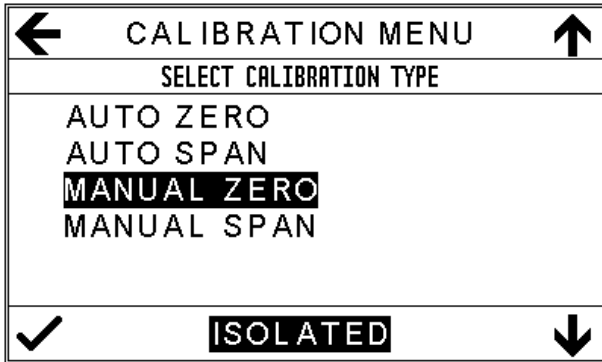 CALIBRATION MENU
SELECT CALIBRATION TYPE
AUTO ZERO
AUTO SPAN
MANUAL ZERO
MANUAL SPAN
ISOLATED